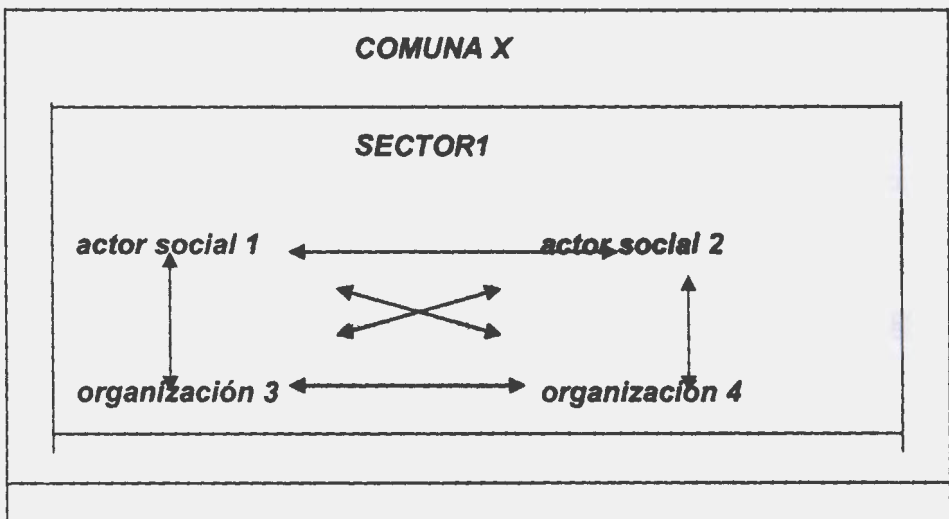 COMUNA X
SECTOR1
actor social 1 actor social 2
organización 3 organización 4